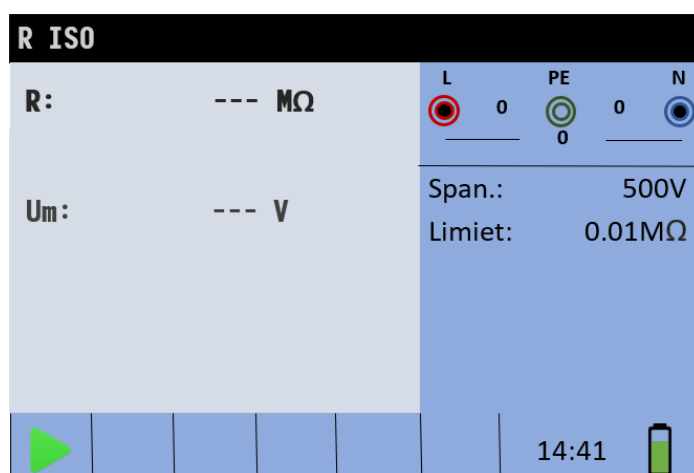 R ISO
R: --- MΩ
Um: --- V
L PE N
0 0
0
Span.: 500V
Limiet: 0.01MΩ
14:41